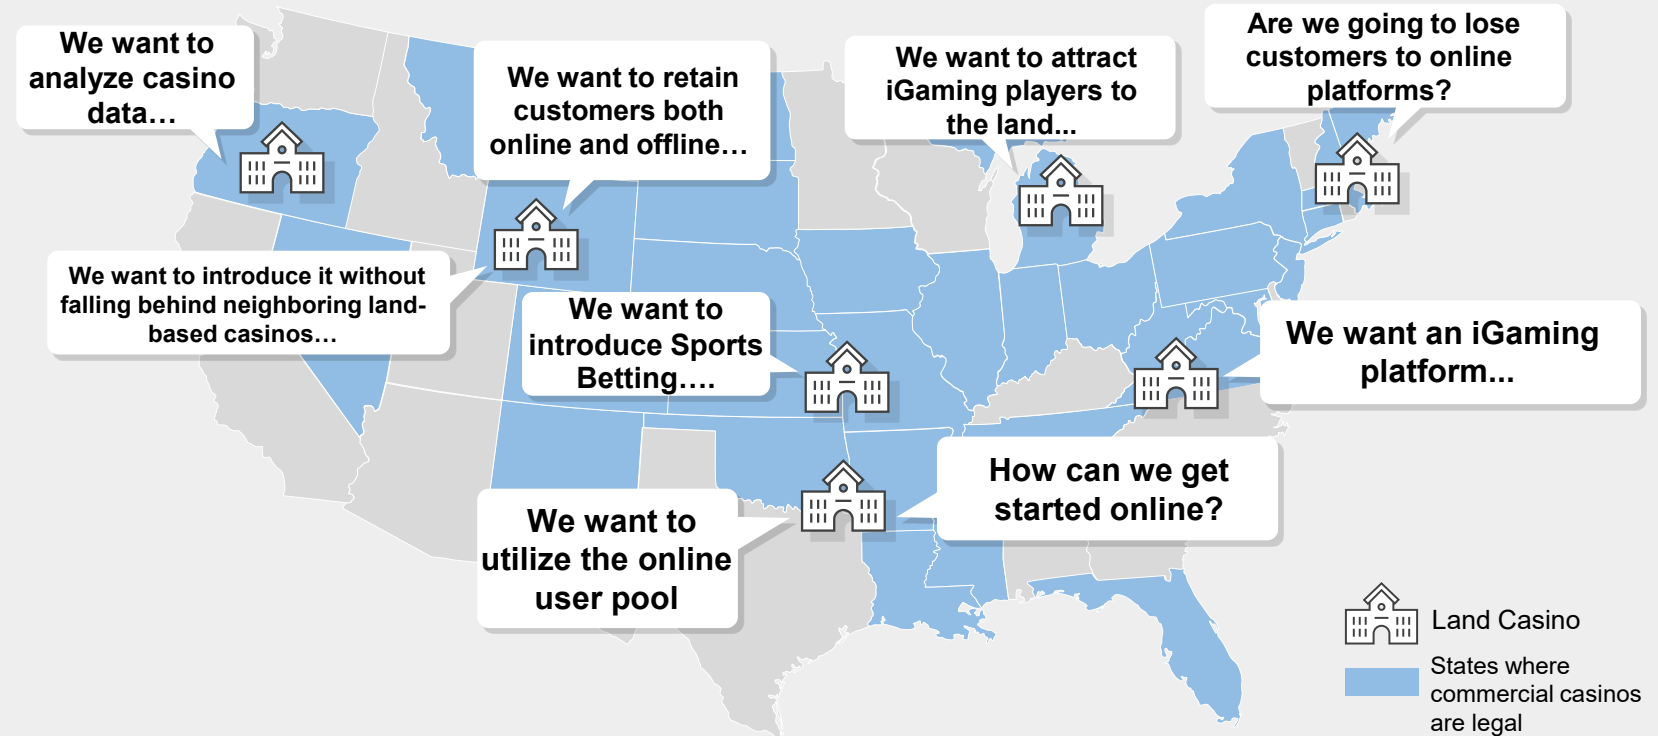 We want to
analyze casino
data…
We want to retain
customers both
online and offline…
We want to attract
iGaming players to
the land...
Are we going to lose
customers to online
platforms?
We want to introduce it without
falling behind neighboring land-
based casinos…
We want to
introduce Sports
Betting….
We want an iGaming
platform...
How can we get
started online?
We want to
utilize the online
user pool
Land Casino
States where
commercial casinos
are legal